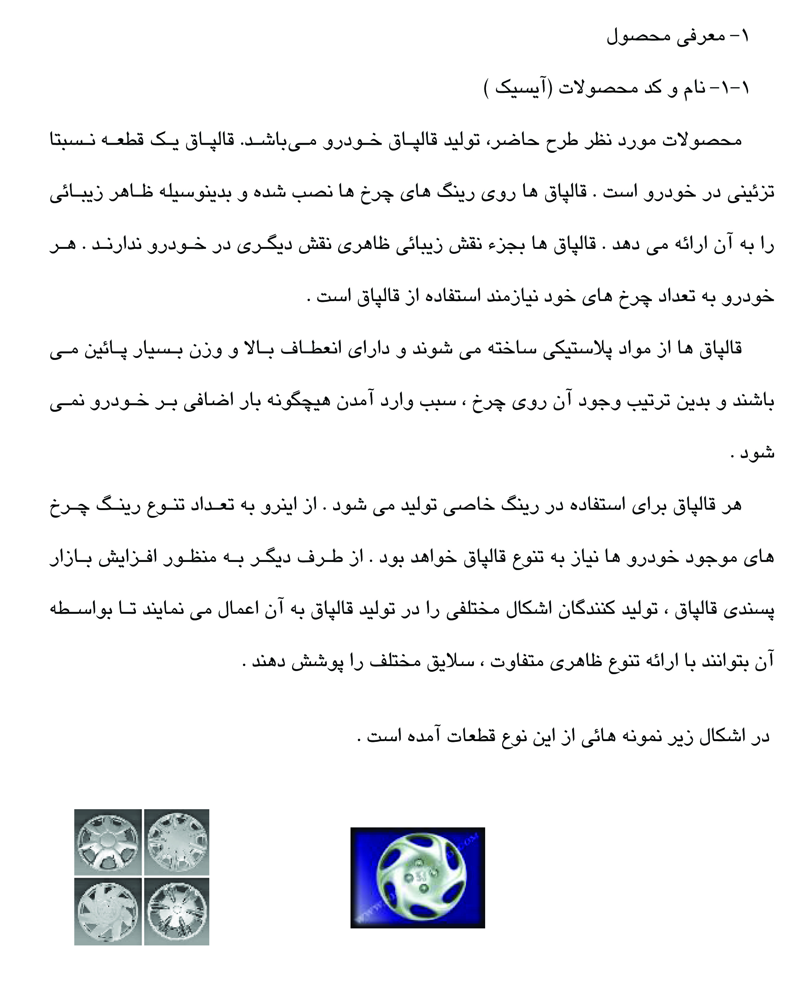 ۱- معرفی محصول
۱-۱- نام و کد محصولات (آیسیک )
محصولات مورد نظر طرح حاضر، تولید قالپاق خودرو می‌باشد. قالپاق یک قطعه نسبتا
تزئینی در خودرو است . قالپاق ها روی رینگ های چرخ ها نصب شده و بدینوسیله ظاهر زیبائی
را به آن ارائه می دهد . قالپاق ها بجزء نقش زیبائی ظاهری نقش دیگری در خودرو ندارند . هر
خودرو به تعداد چرخ های خود نیازمند استفاده از قالپاق است .
قالپاق ها از مواد پلاستیکی ساخته می شوند و دارای انعطاف بالا و وزن بسیار پائین می
باشند و بدین ترتیب وجود آن روی چرخ ، سبب وارد آمدن هیچگونه بار اضافی بر خودرو نمی
شود .
هر قالپاق برای استفاده در رینگ خاصی تولید می شود . از اینرو به تعداد تنوع رینگ چرخ
های موجود خودرو ها نیاز به تنوع قالپاق خواهد بود . از طرف دیگر به منظور افزایش بازار
پسندی قالپاق ، تولید کنندگان اشکال مختلفی را در تولید قالپاق به آن اعمال می نمایند تا بواسطه
آن بتوانند با ارائه تنوع ظاهری متفاوت ، سلایق مختلف را پوشش دهند .
در اشکال زیر نمونه هائی از این نوع قطعات آمده است .